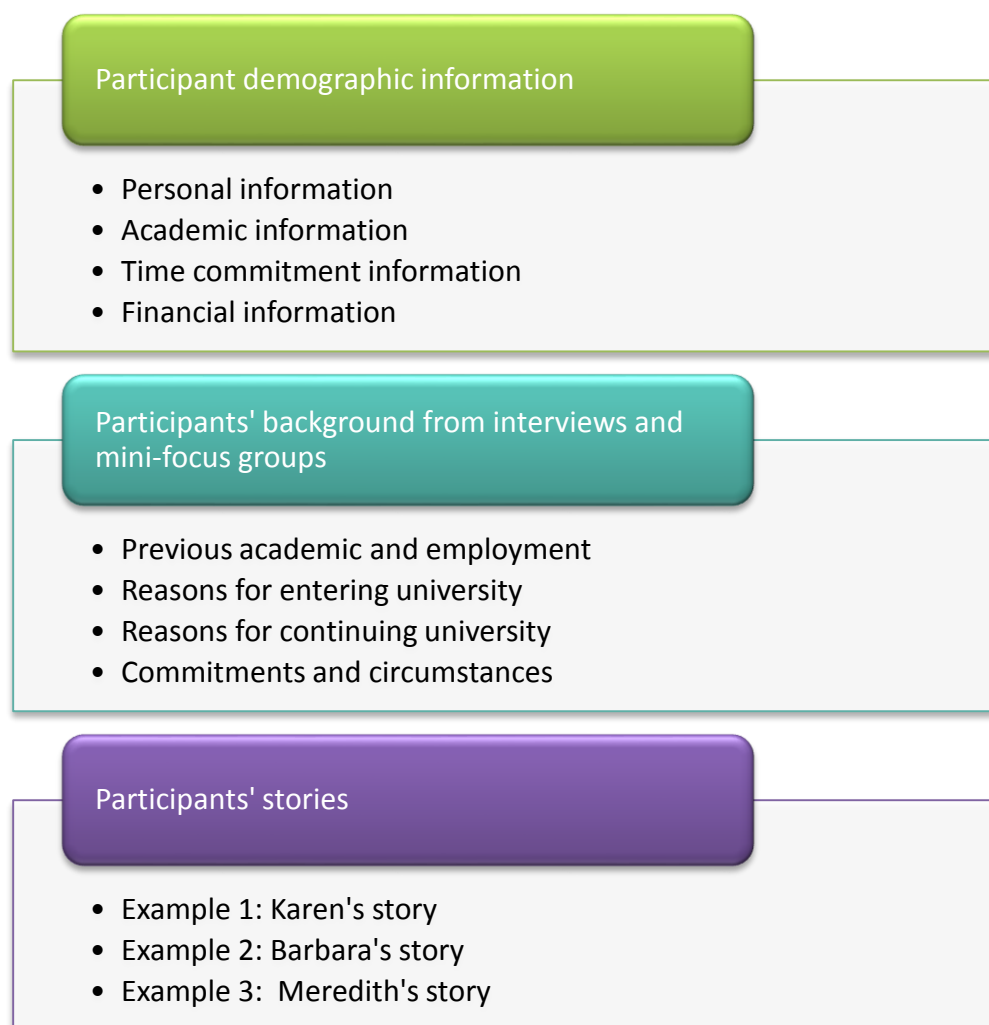 Participant demographic information
• Personal information
• Academic information
• Time commitment information
• Financial information
Participants' background from interviews and
mini-focus groups
• Previous academic and employment
• Reasons for entering university
• Reasons for continuing university
• Commitments and circumstances
Participants' stories
• Example 1: Karen's story
• Example 2: Barbara's story
• Example 3:  Meredith's story